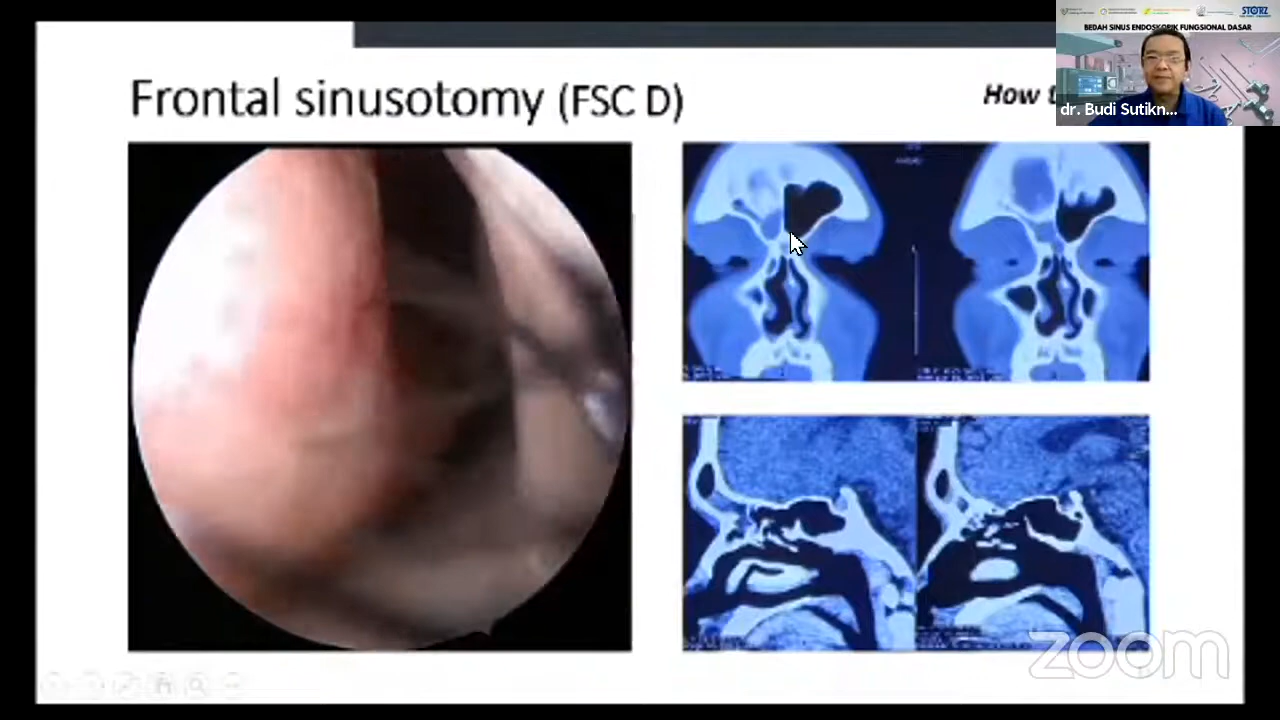 Frontal sinusotomy (FSC D)
How t
STORZ
BEDAH SINUS ENDOSKOPIK FUNGSIONAL DASAR
dr. Budi Sutikn...
zoom